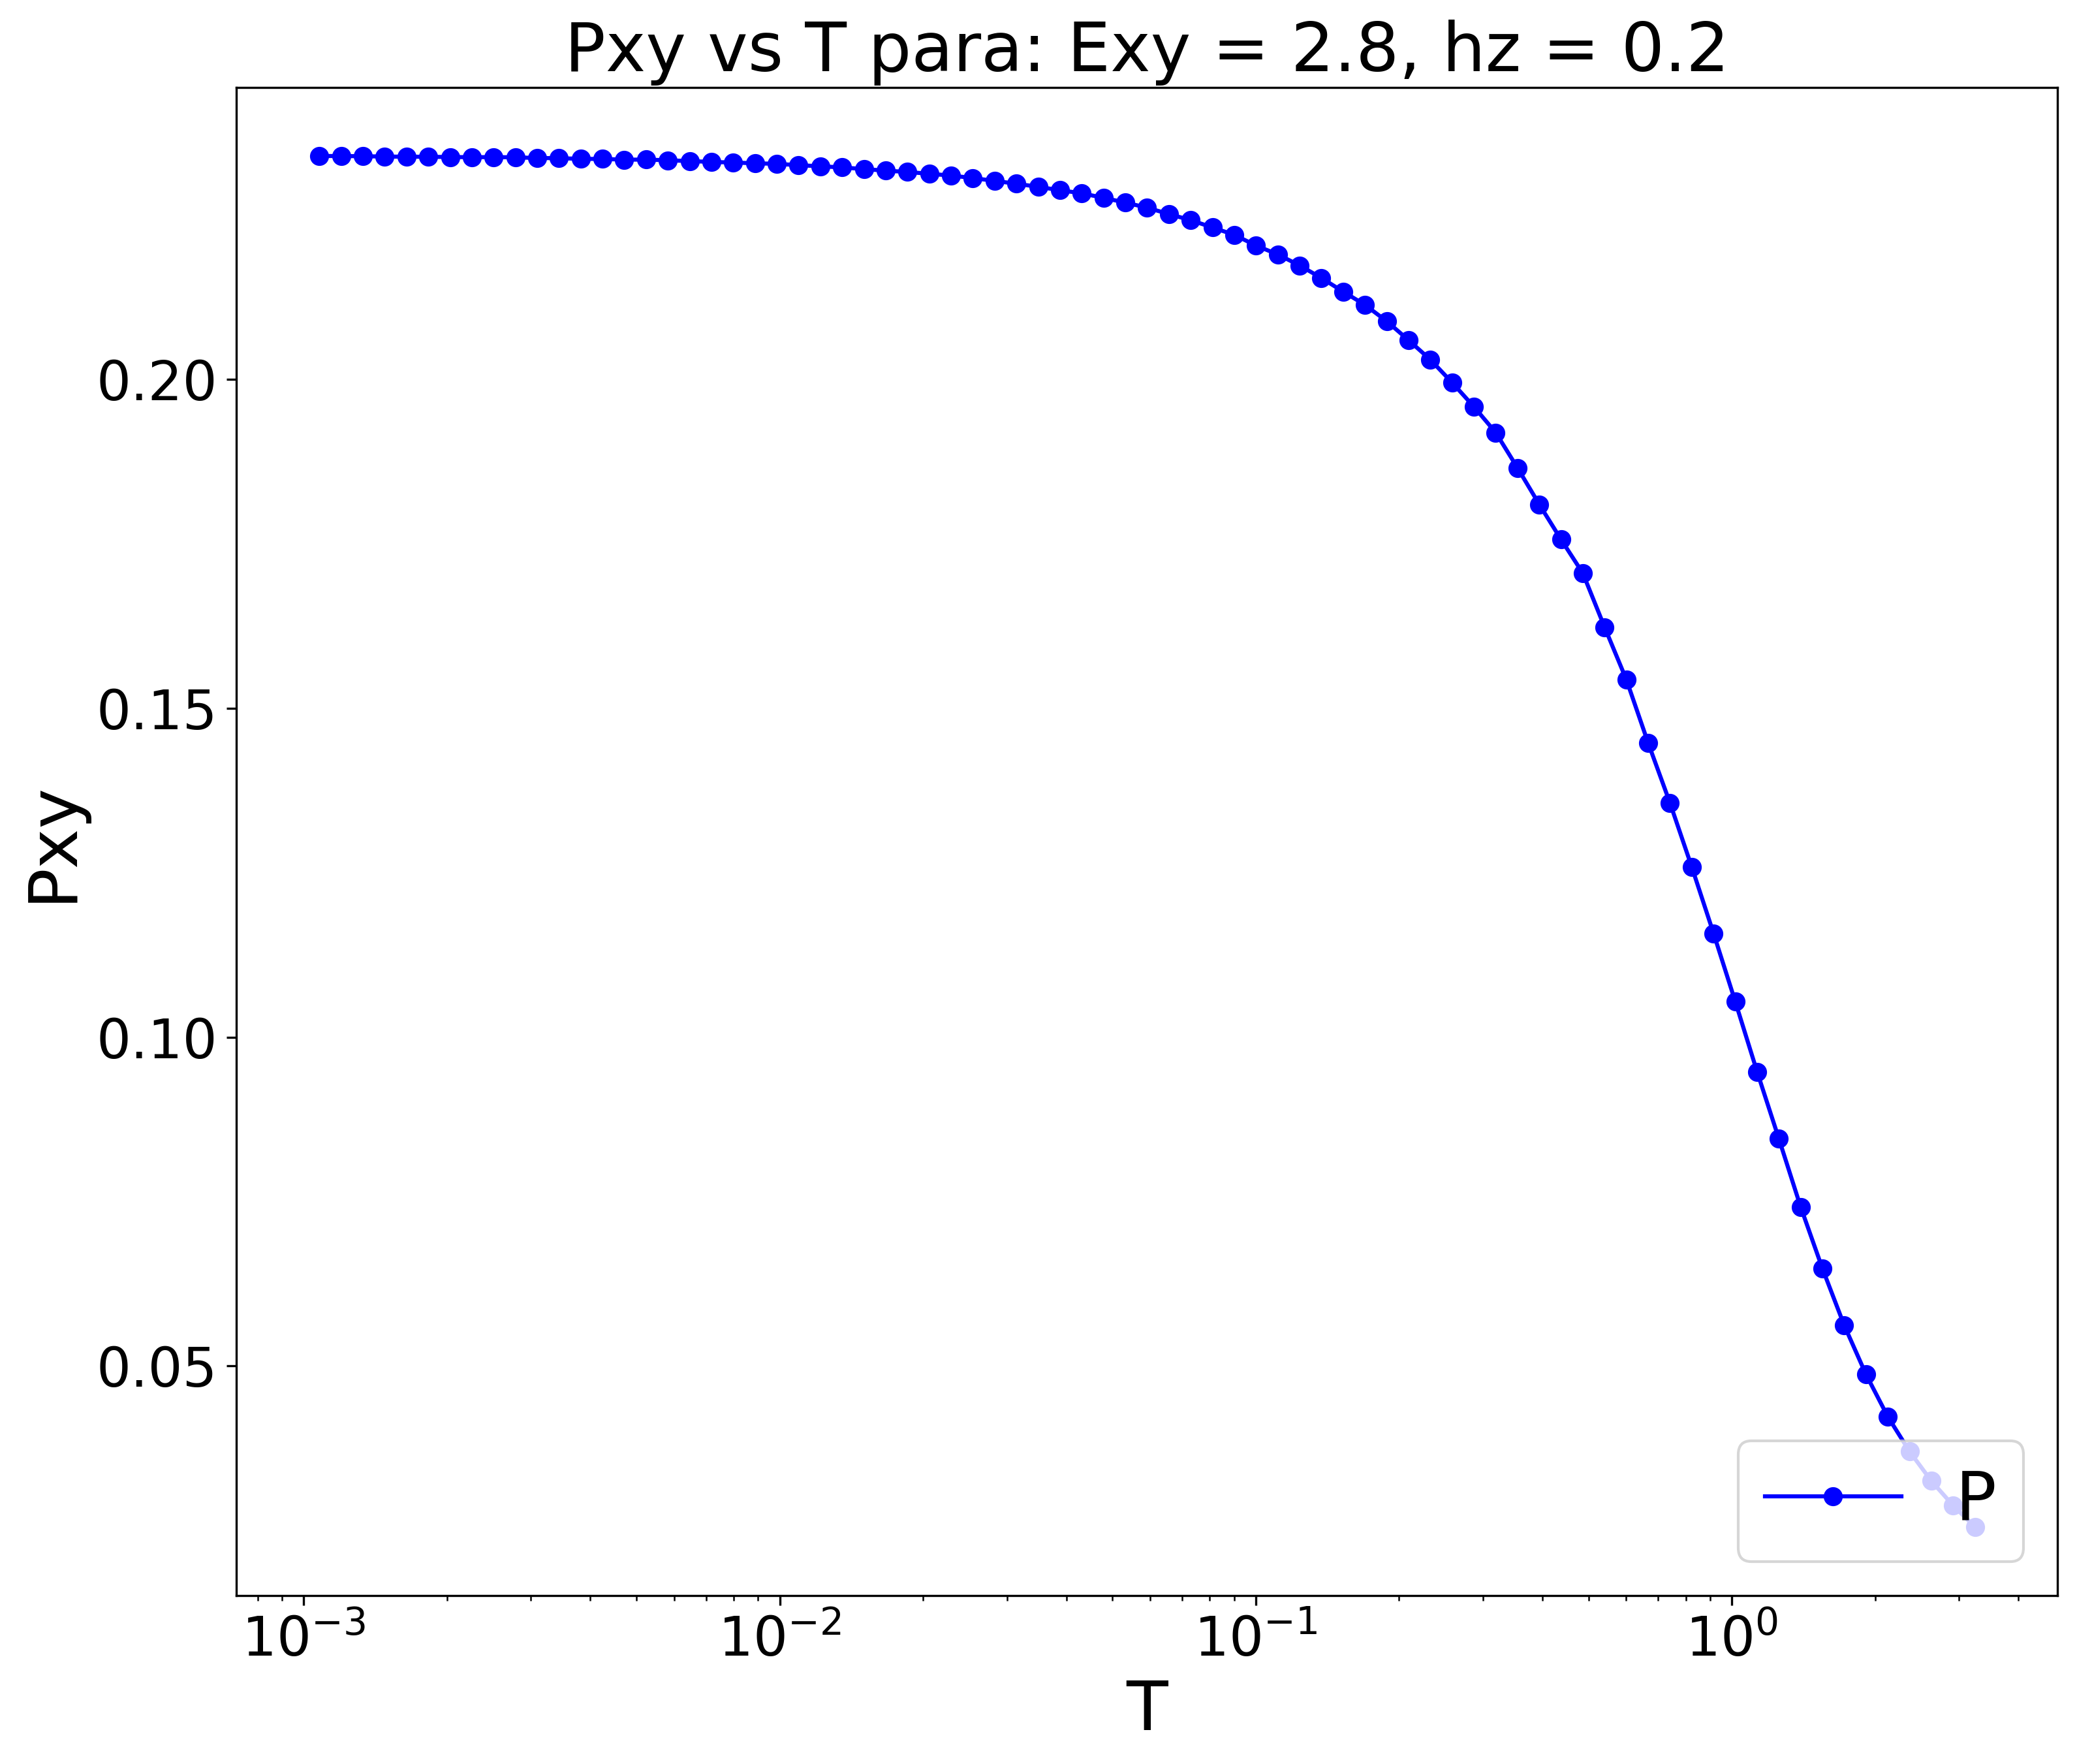 Pxy vs T para: Exy = 2.8, hz = 0.2
Pxy
0.20
0.15
0.10
0.05
P
10⁻³ 10⁻² 10⁻¹ 10⁰
T